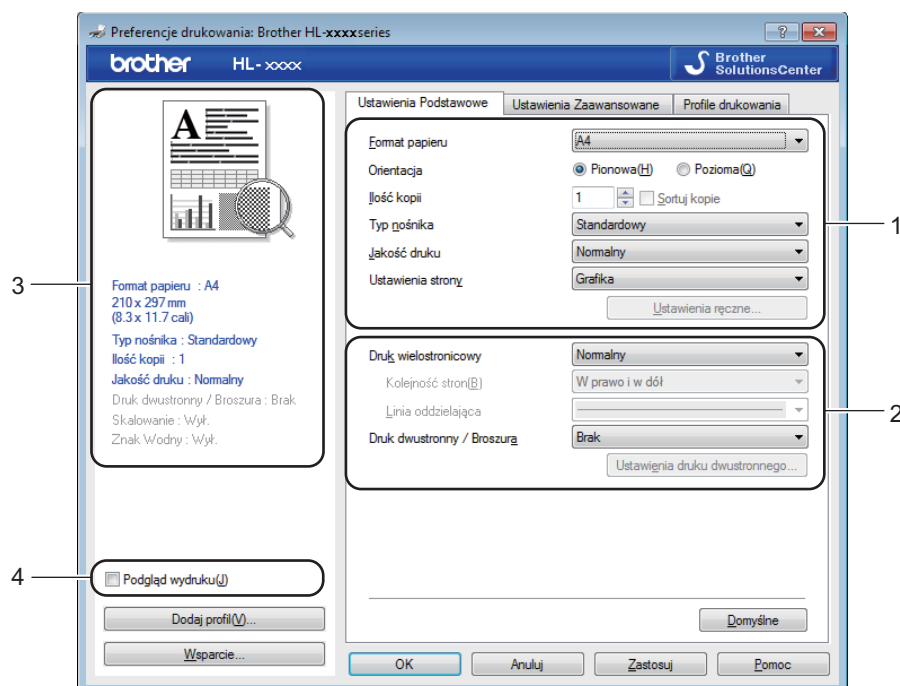 Preferencje drukowania: Brother HL-xxxxseries
brother HL- xxxx
Brother
SolutionsCenter
A
Format papieru : A4
210 x 297 mm
(8.3 x 11.7 cali)
Typ nośnika : Standardowy
Ilość kopii : 1
Jakość druku : Normalny
Druk dwustronny / Broszura : Brak
Skalowanie : Wył.
Znak Wodny : Wył.
3
Podgląd wydruku(J)
4
Dodaj profil(V)...
Wsparcie...
Ustawienia Podstawowe Ustawienia Zaawansowane Profile drukowania
Format papieru A4
Orientacja Pionowa(H) Pozioma(Q)
Ilość kopii 1 Sortuj kopie
Typ nośnika Standardowy
1
Jakość druku Normalny
Ustawienia strony Grafika
Ustawienia ręczne...
Druk wielostronicowy Normalny
Kolejność stron(B) W prawo i w dół
Linia oddzielająca
2
Druk dwustronny / Broszura Brak
Ustawienia druku dwustronnego...
Domyślne
OK Anuluj Zastosuj Pomoc